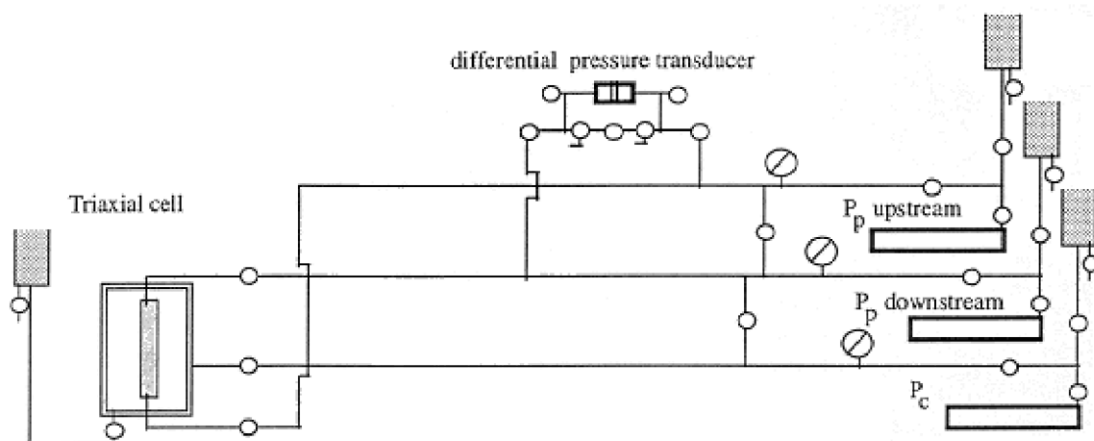 differential pressure transducer
Triaxial cell
Pp upstream
Pp downstream
Pc